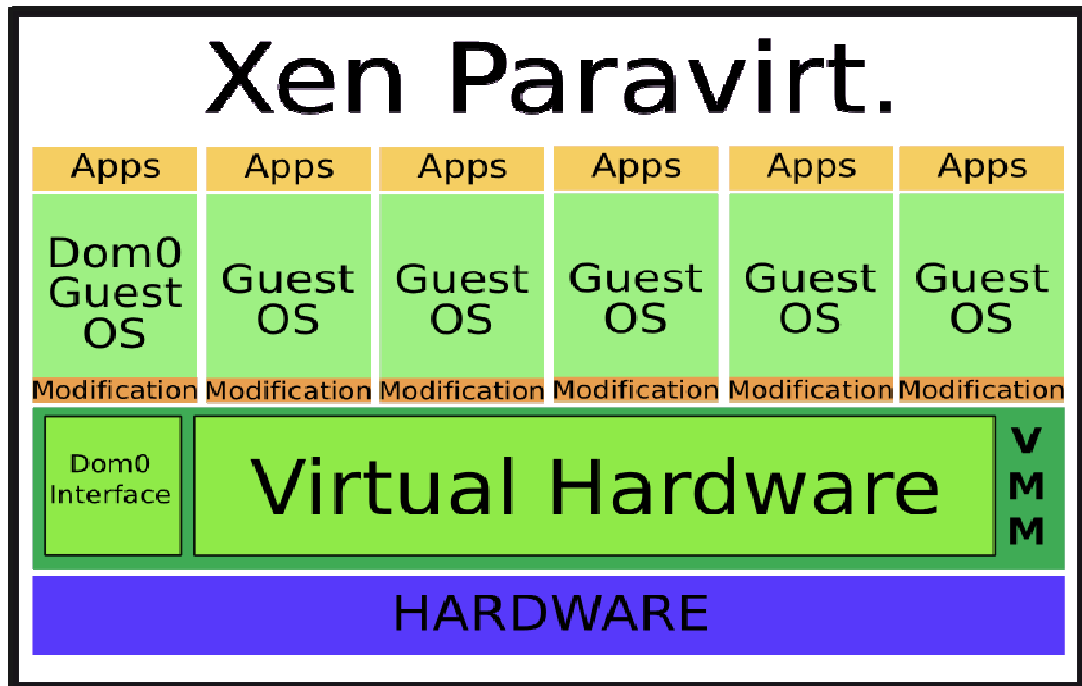 Xen Paravirt.
Apps Apps Apps Apps Apps Apps
Dom0
Guest
OS
Guest
OS
Guest
OS
Guest
OS
Guest
OS
Guest
OS
Modification Modification Modification Modification Modification Modification
Dom0
Interface
Virtual Hardware
V
M
M
HARDWARE